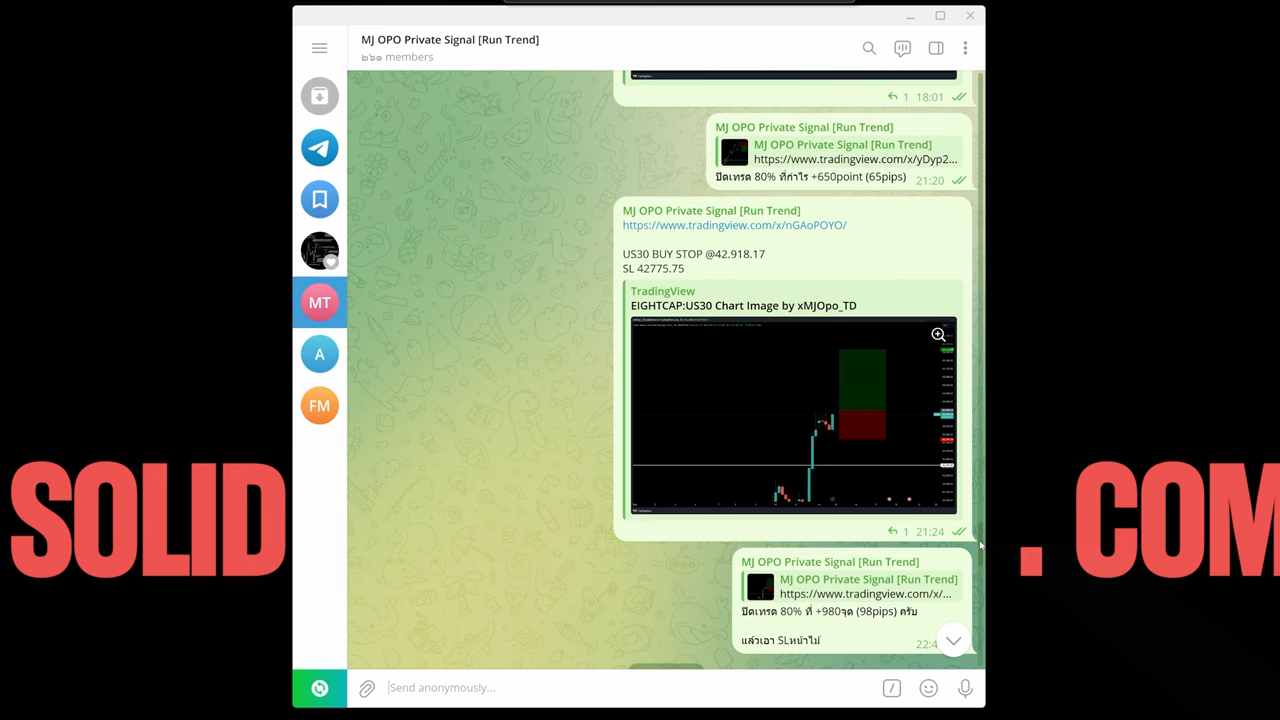 MJ OPO Private Signal [Run Trend]
๒๖๑ members
1 18:01
MJ OPO Private Signal [Run Trend]
MJ OPO Private Signal [Run Trend]
https://www.tradingview.com/x/yDyp2...
ปิดเทรด 80% ที่กำไร +650point (65pips)
21:20
MJ OPO Private Signal [Run Trend]
https://www.tradingview.com/x/nGAoPOYO/
US30 BUY STOP @42.918.17
SL 42775.75
TradingView
EIGHTCAP:US30 Chart Image by xMJOpo_TD
1 21:24
MJ OPO Private Signal [Run Trend]
MJ OPO Private Signal [Run Trend]
https://www.tradingview.com/x/...
ปิดเทรด 80% ที่ +980จุด (98pips) ครับ
แล้วเอา SLหน้าไม้
MT
A
FM
Send anonymously...
SOLID
. COM